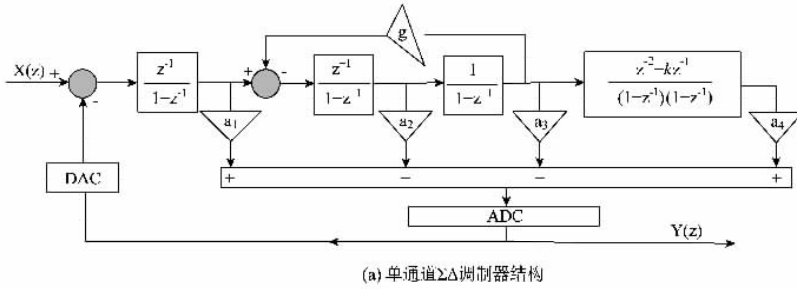 g
X(z) + - z⁻¹ / 1-z⁻¹ + - z⁻¹ / 1-z⁻¹ 1 / 1-z⁻¹ z⁻²-kz⁻¹ / (1-z⁻¹)(1-z⁻¹)
a₁ a₂ a₃ a₄
DAC + − − +
ADC
Y(z)
(a) 单通道ΣΔ调制器结构